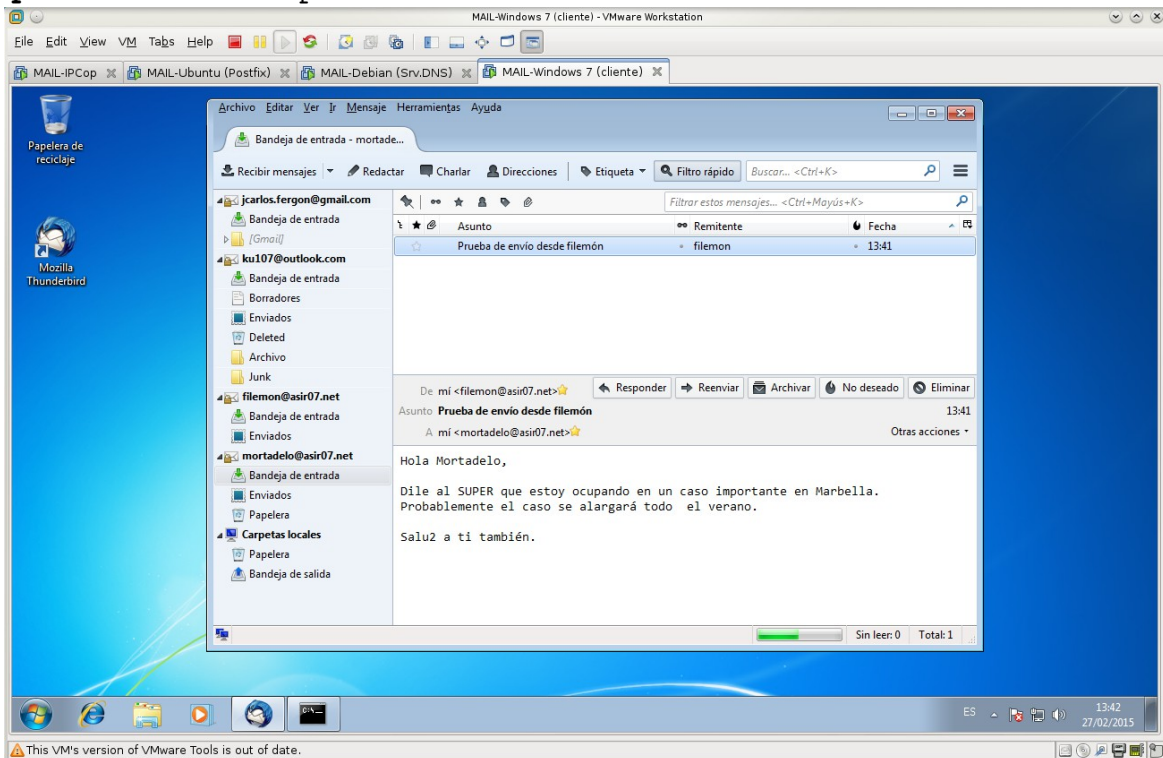 MAIL-Windows 7 (cliente) - VMware Workstation
File Edit View VM Tabs Help
MAIL-IPCop MAIL-Ubuntu (Postfix) MAIL-Debian (Srv.DNS) MAIL-Windows 7 (cliente)
Papelera de
reciclaje
Mozilla
Thunderbird
Archivo Editar Ver Ir Mensaje Herramientas Ayuda
Bandeja de entrada - mortade...
Recibir mensajes Redactar Charlar Direcciones Etiqueta Filtro rápido Buscar... <Ctrl+K>
jcarlos.fergon@gmail.com
Bandeja de entrada
[Gmail]
ku107@outlook.com
Bandeja de entrada
Borradores
Enviados
Deleted
Archivo
Junk
filemon@asir07.net
Bandeja de entrada
Enviados
mortadelo@asir07.net
Bandeja de entrada
Enviados
Papelera
Carpetas locales
Papelera
Bandeja de salida
Filtrar estos mensajes... <Ctrl+Mayús+K>
Asunto Remitente Fecha
Prueba de envío desde filemón filemon 13:41
De mí <filemon@asir07.net> Responder Reenviar Archivar No deseado Eliminar
Asunto Prueba de envío desde filemón 13:41
A mí <mortadelo@asir07.net> Otras acciones
Hola Mortadelo,
Dile al SUPER que estoy ocupando en un caso importante en Marbella.
Probablemente el caso se alargará todo el verano.
Salu2 a ti también.
Sin leer: 0 Total: 1
ES 13:42
27/02/2015
This VM's version of VMware Tools is out of date.